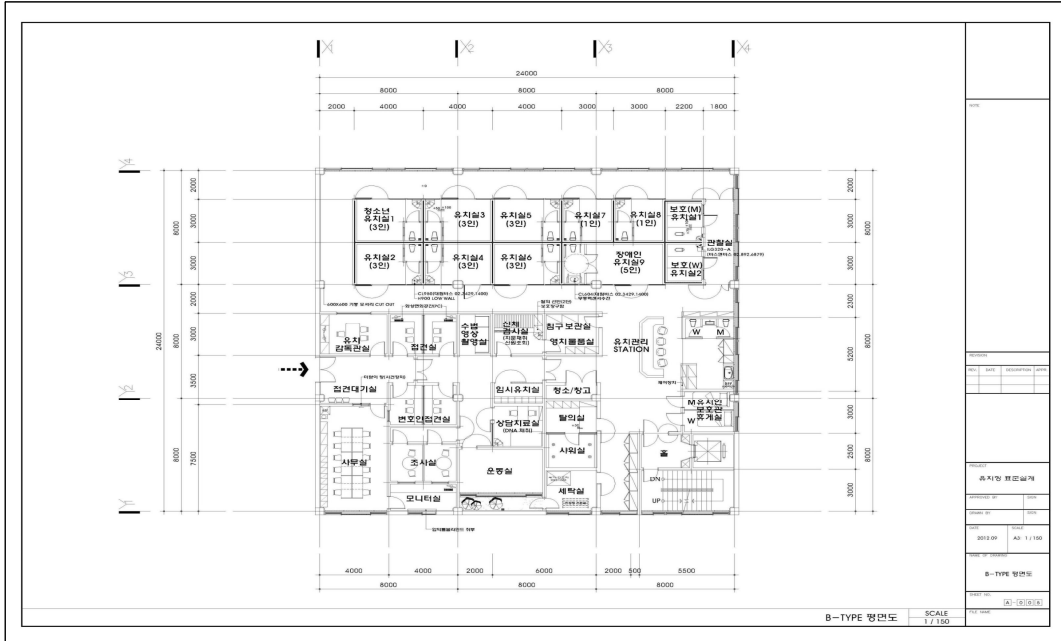 X1
X2
X3
X4
24000
8000
8000
8000
2000
4000
4000
4000
3000
3000
2200
1800
Y4
Y3
Y2
Y1
24000
8000
8000
8000
2000
3000
3000
3000
3500
7500
2000
3000
3000
5200
3000
2500
3000
8000
8000
8000
청소년
유치실1
(3인)
유치실3
(3인)
유치실5
(3인)
유치실7
(1인)
유치실8
(1인)
보호(M)
유치실1
관찰실
유치실2
(3인)
유치실4
(3인)
유치실6
(3인)
장애인
유치실9
(5인)
보호(W)
유치실2
H900 LOW WALL
유치
감독관실
접견실
수법
영상
촬영실
신체
검사실
침구 보관실
영치물품실
유치관리
STATION
W
M
접견대기실
임시유치실
청소/창고
변호인접견실
상담치료실
(DNA 채취)
탈의실
M
유치인
보호관
휴게실
W
사무실
조사실
운동실
샤워실
홀
모니터실
세탁실
DN
UP
4000
4000
2000
6000
2000
500
5500
8000
8000
8000
B-TYPE 평면도
SCALE
1 / 150
NOTE
REVISION
REV.
DATE
DESCRIPTION
APPR.
PROJECT
유치장 표준설계
APPROVED BY
DATE
DRAWN BY
DATE
DATE
SCALE
2012.09
A3: 1 / 150
NAME OF DRAWING
B-TYPE 평면도
SHEET NO.
A-005
FILE NAME